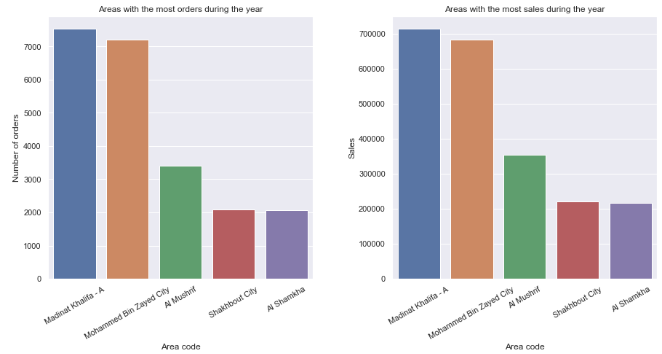 Areas with the most orders during the year
Number of orders
7000
6000
5000
4000
3000
2000
1000
0
Madinat Khalifa - A
Mohammed Bin Zayed City
Al Mushrif
Shakhbout City
Al Shamkha
Area code
Areas with the most sales during the year
Sales
700000
600000
500000
400000
300000
200000
100000
0
Madinat Khalifa - A
Mohammed Bin Zayed City
Al Mushrif
Shakhbout City
Al Shamkha
Area code